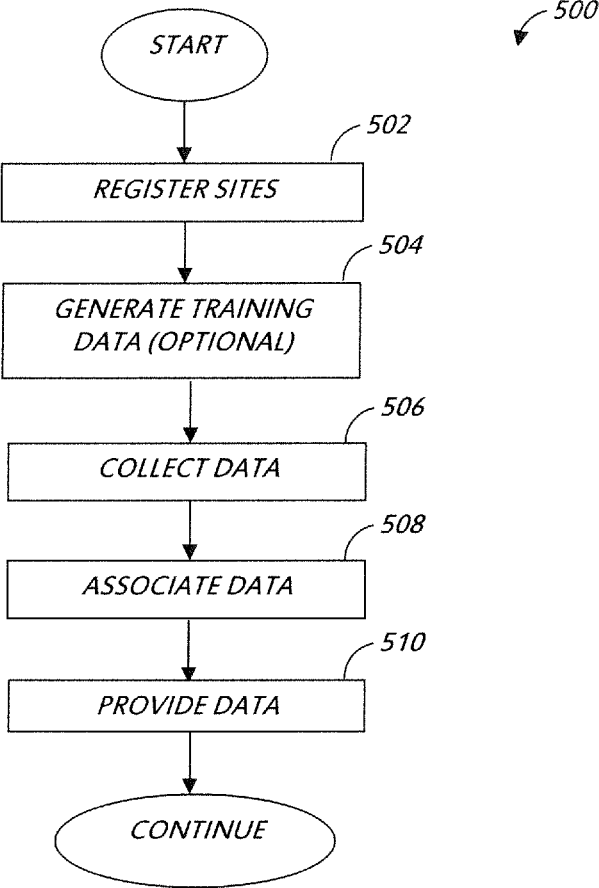 500
START
502
REGISTER SITES
504
GENERATE TRAINING
DATA (OPTIONAL)
506
COLLECT DATA
508
ASSOCIATE DATA
510
PROVIDE DATA
CONTINUE